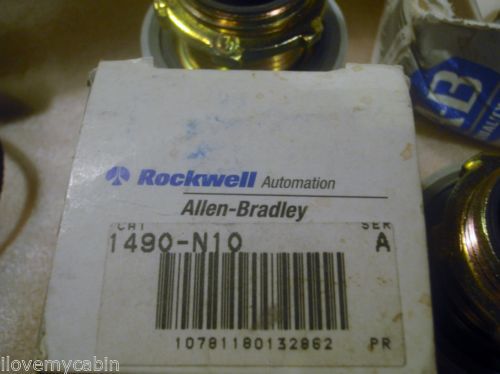 Rockwell Automation
Allen-Bradley
CAT SER
1490-N10 A
10781180132862 PR
B
ilovemycabin